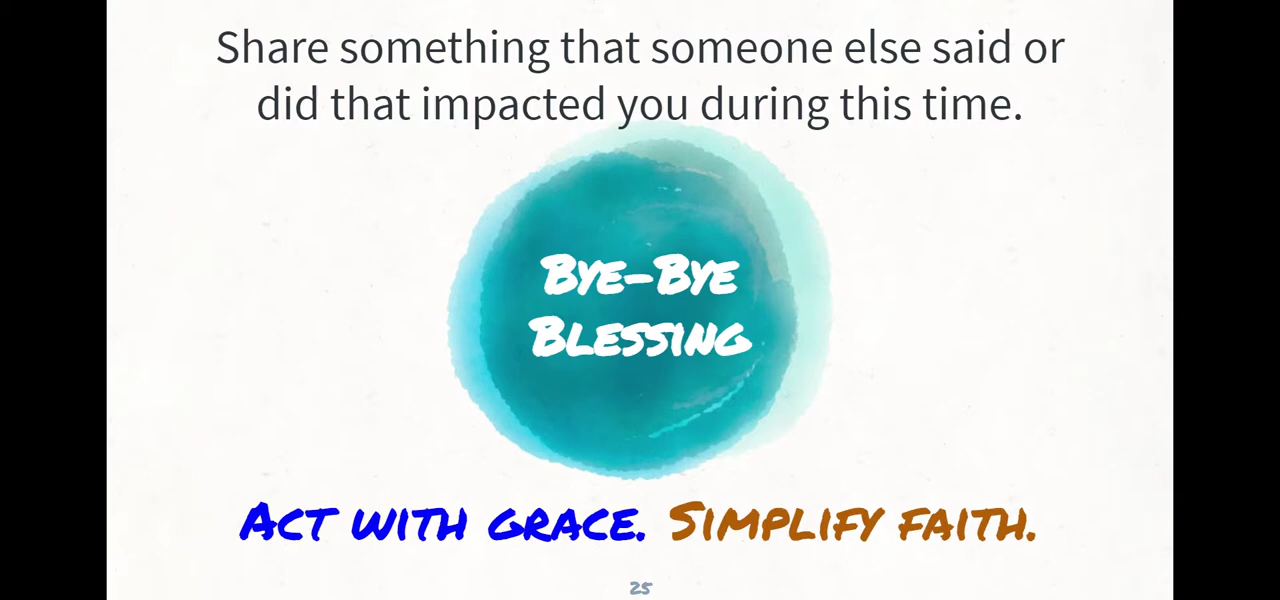 Share something that someone else said or
did that impacted you during this time.
Bye-Bye
Blessing
Act with grace. Simplify faith.
25